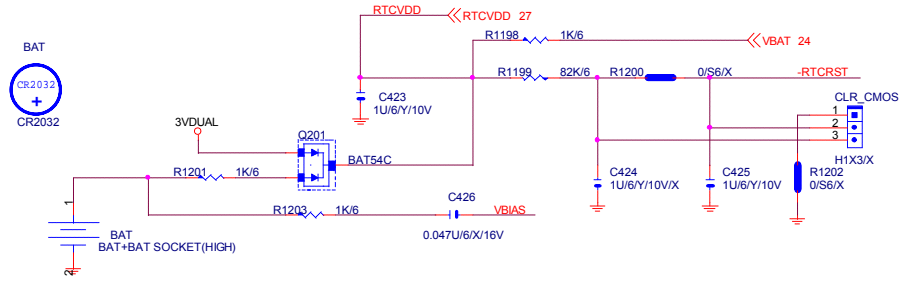 RTCVDD
RTCVDD 27
BAT
CR2032
+
CR2032
R1198
1K/6
VBAT 24
R1199
82K/6
R1200
0/S6/X
-RTCRST
C423
1U/6/Y/10V
CLR_CMOS
1
2
3
H1X3/X
3VDUAL
Q201
BAT54C
R1201
1K/6
C424
1U/6/Y/10V/X
C425
1U/6/Y/10V
R1202
0/S6/X
R1203
1K/6
C426
VBIAS
0.047U/6/X/16V
1
BAT
BAT+BAT SOCKET(HIGH)
2